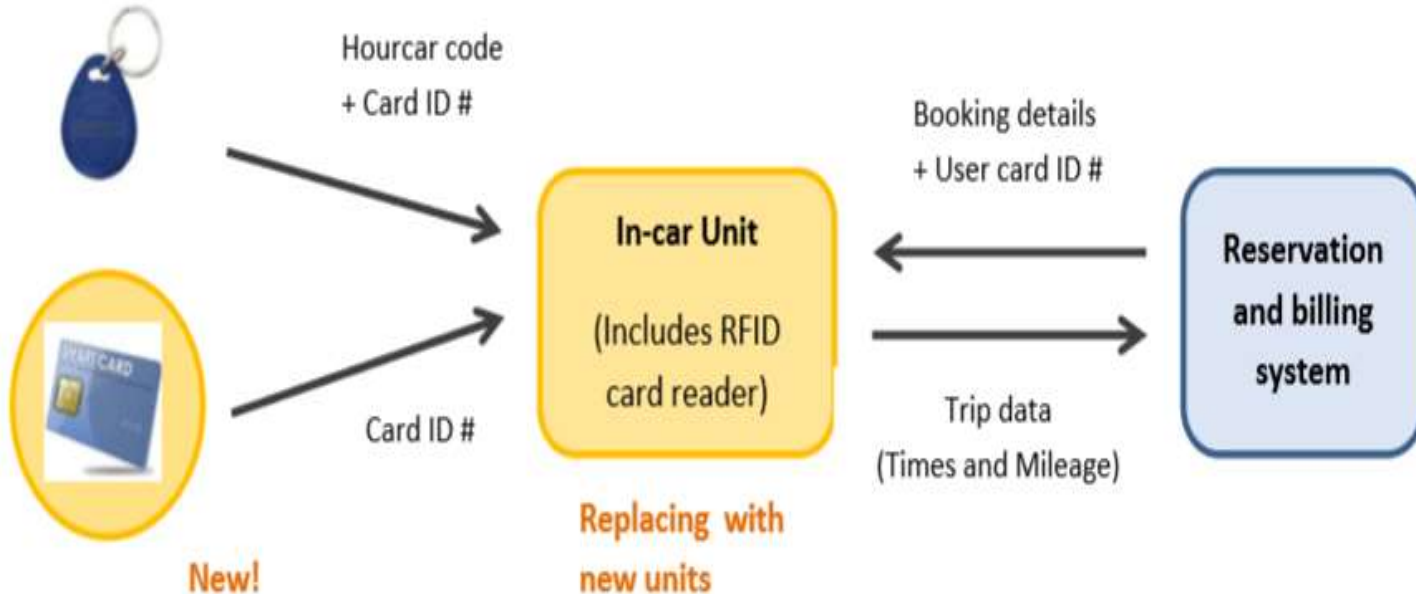 Hourcar code
+ Card ID #
Booking details
+ User card ID #
In-car Unit
(Includes RFID
card reader)
Reservation
and billing
system
SMARTCARD
Card ID #
Trip data
(Times and Mileage)
New!
Replacing with
new units